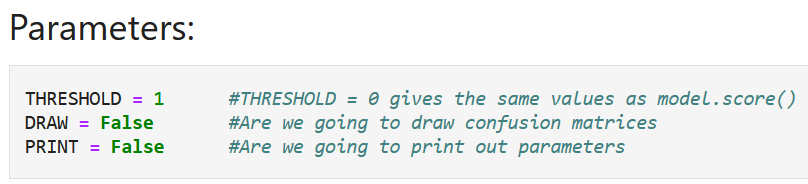 Parameters:
THRESHOLD = 1      #THRESHOLD = 0 gives the same values as model.score()
DRAW = False       #Are we going to draw confusion matrices
PRINT = False      #Are we going to print out parameters